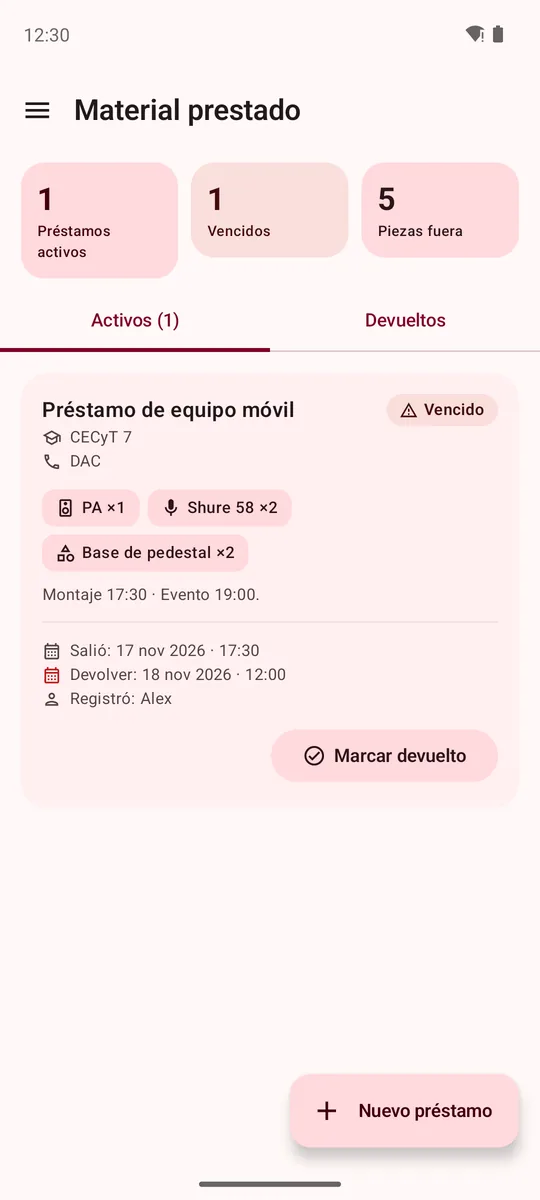 12:30
Material prestado
1
Préstamos
activos
1
Vencidos
5
Piezas fuera
Activos (1)
Devueltos
Préstamo de equipo móvil
Vencido
CECyT 7
DAC
PA ×1
Shure 58 ×2
Base de pedestal ×2
Montaje 17:30 · Evento 19:00.
Salió: 17 nov 2026 · 17:30
Devolver: 18 nov 2026 · 12:00
Registró: Alex
Marcar devuelto
Nuevo préstamo